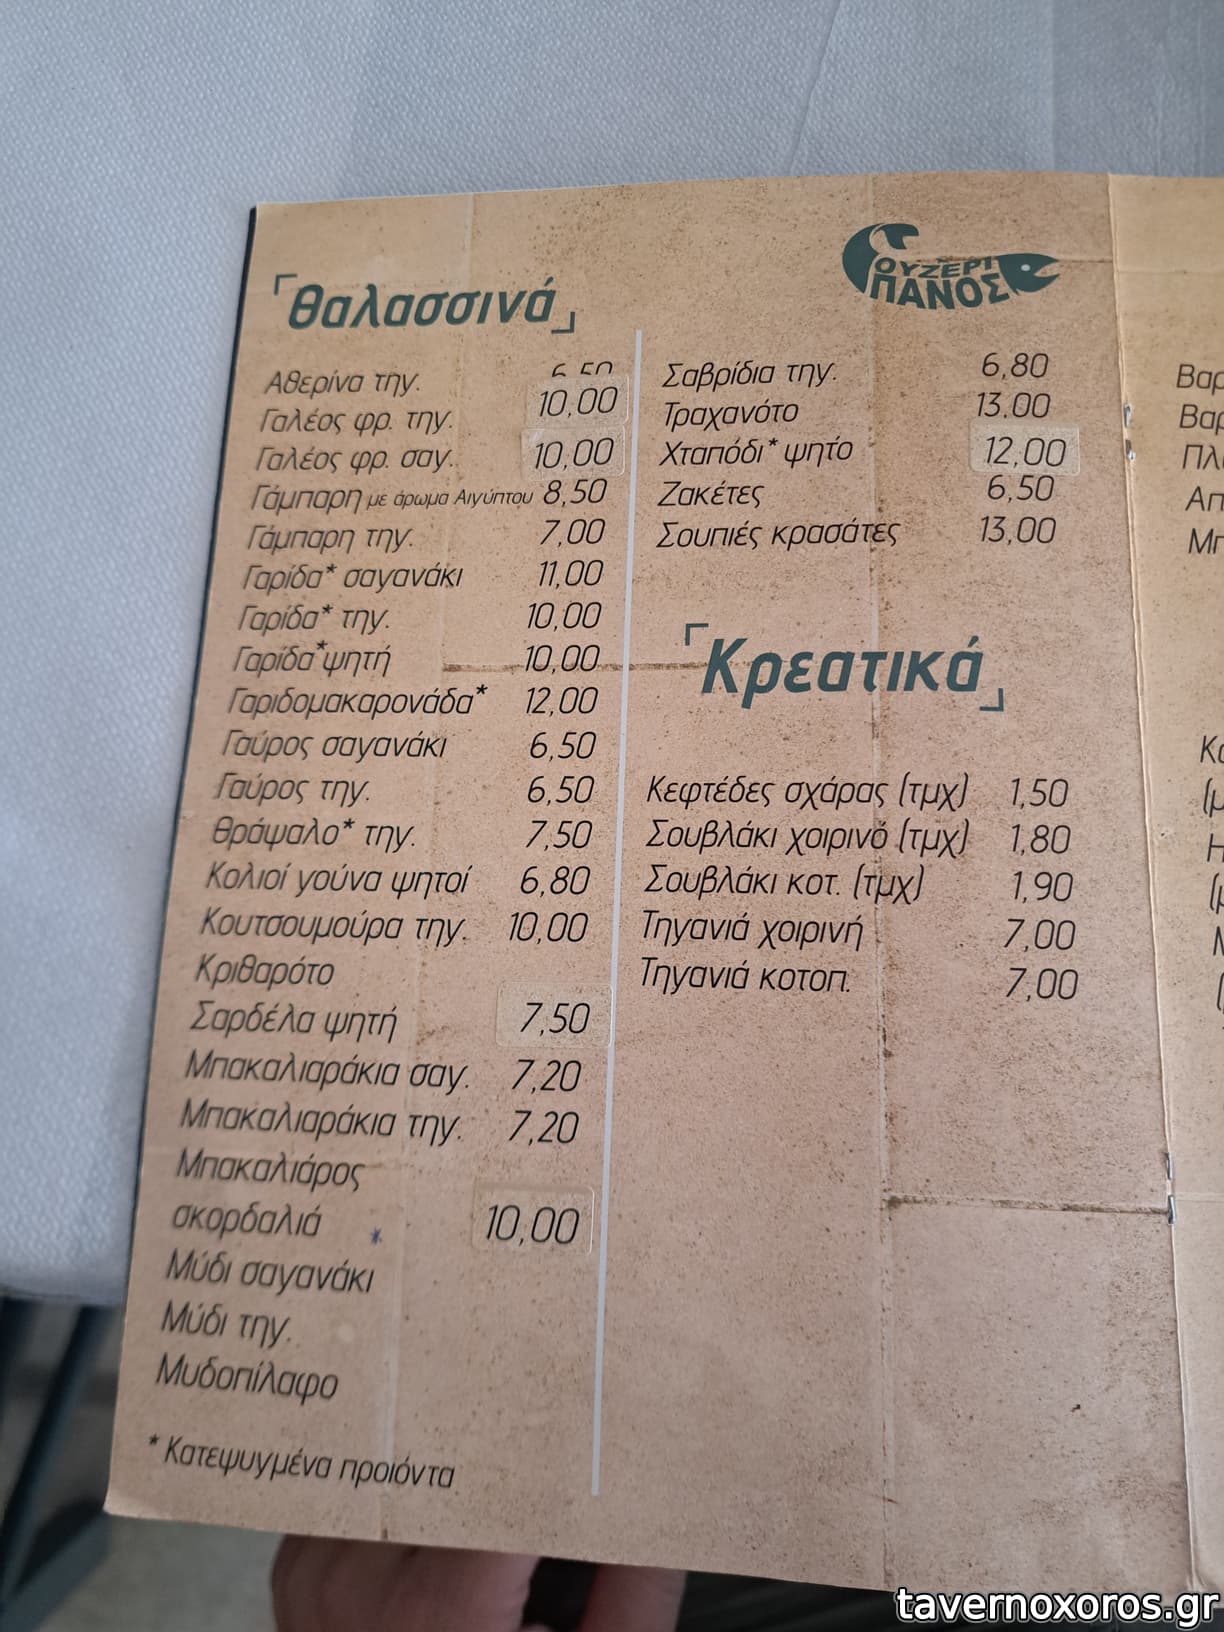 ΟΥΖΕΡΙ
ΠΑΝΟΣ
Θαλασσινά
Αθερίνα τηγ. 6,50
Γαλέος φρ. τηγ. 10,00
Γαλέος φρ. σαγ. 10,00
Γάμπαρη με άρωμα Αιγύπτου 8,50
Γάμπαρη τηγ. 7,00
Γαρίδα* σαγανάκι 11,00
Γαρίδα* τηγ. 10,00
Γαρίδα*ψητή 10,00
Γαριδομακαρονάδα* 12,00
Γαύρος σαγανάκι 6,50
Γαύρος τηγ. 6,50
Θράψαλο* τηγ. 7,50
Κολιοί γούνα ψητοί 6,80
Κουτσουμούρα τηγ. 10,00
Κριθαρότο
Σαρδέλα ψητή 7,50
Μπακαλιαράκια σαγ. 7,20
Μπακαλιαράκια τηγ. 7,20
Μπακαλιάρος
σκορδαλιά * 10,00
Μύδι σαγανάκι
Μύδι τηγ.
Μυδοπίλαφο
* Κατεψυγμένα προιόντα
Σαβρίδια τηγ. 6,80
Τραχανότο 13.00
Χταπόδι* ψητο 12,00
Ζακέτες 6,50
Σουπιές κρασάτες 13,00
Κρεατικά
Κεφτέδες σχάρας (τμχ) 1,50
Σουβλάκι χοιρινό (τμχ) 1,80
Σουβλάκι κοτ. (τμχ) 1,90
Τηγανιά χοιρινή 7,00
Τηγανιά κοτοπ. 7,00
tavernoxoros.gr